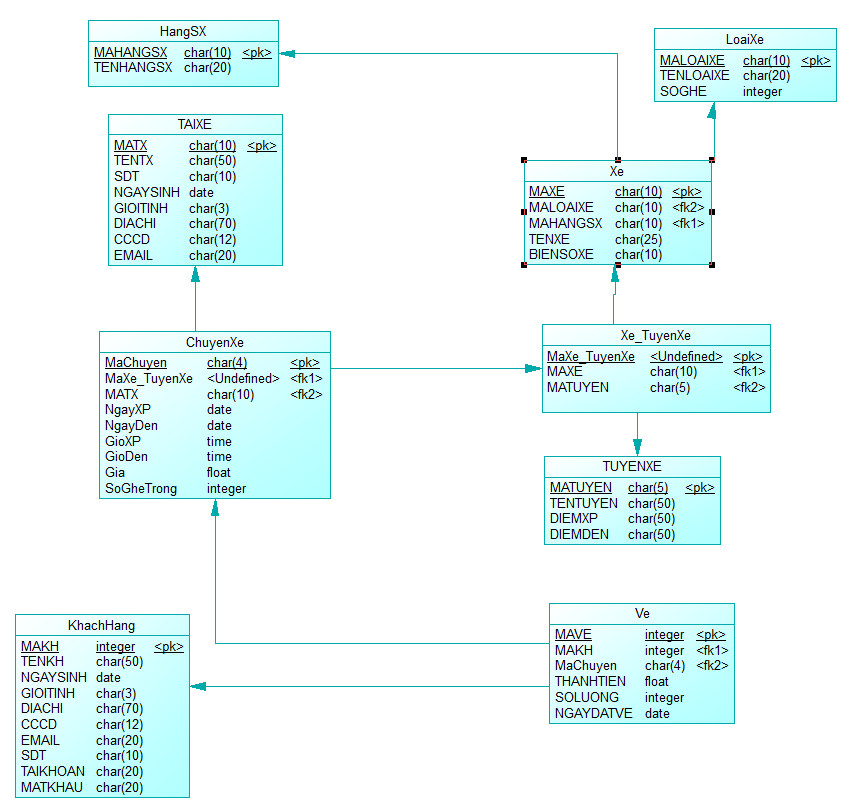 HangSX
MAHANGSX char(10) <pk>
TENHANGSX char(20)
LoaiXe
MALOAIXE char(10) <pk>
TENLOAIXE char(20)
SOGHE integer
TAIXE
MATX char(10) <pk>
TENTX char(50)
SDT char(10)
NGAYSINH date
GIOITINH char(3)
DIACHI char(70)
CCCD char(12)
EMAIL char(20)
Xe
MAXE char(10) <pk>
MALOAIXE char(10) <fk2>
MAHANGSX char(10) <fk1>
TENXE char(25)
BIENSOXE char(10)
ChuyenXe
MaChuyen char(4) <pk>
MaXe_TuyenXe <Undefined> <fk1>
MATX char(10) <fk2>
NgayXP date
NgayDen date
GioXP time
GioDen time
Gia float
SoGheTrong integer
Xe_TuyenXe
MaXe_TuyenXe <Undefined> <pk>
MAXE char(10) <fk1>
MATUYEN char(5) <fk2>
TUYENXE
MATUYEN char(5) <pk>
TENTUYEN char(50)
DIEMXP char(50)
DIEMDEN char(50)
KhachHang
MAKH integer <pk>
TENKH char(50)
NGAYSINH date
GIOITINH char(3)
DIACHI char(70)
CCCD char(12)
EMAIL char(20)
SDT char(10)
TAIKHOAN char(20)
MATKHAU char(20)
Ve
MAVE integer <pk>
MAKH integer <fk1>
MaChuyen char(4) <fk2>
THANHTIEN float
SOLUONG integer
NGAYDATVE date